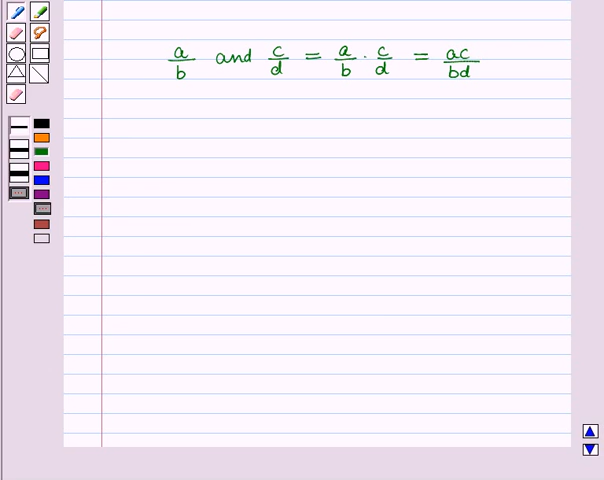 a/b and c/d = a/b · c/d = ac/bd